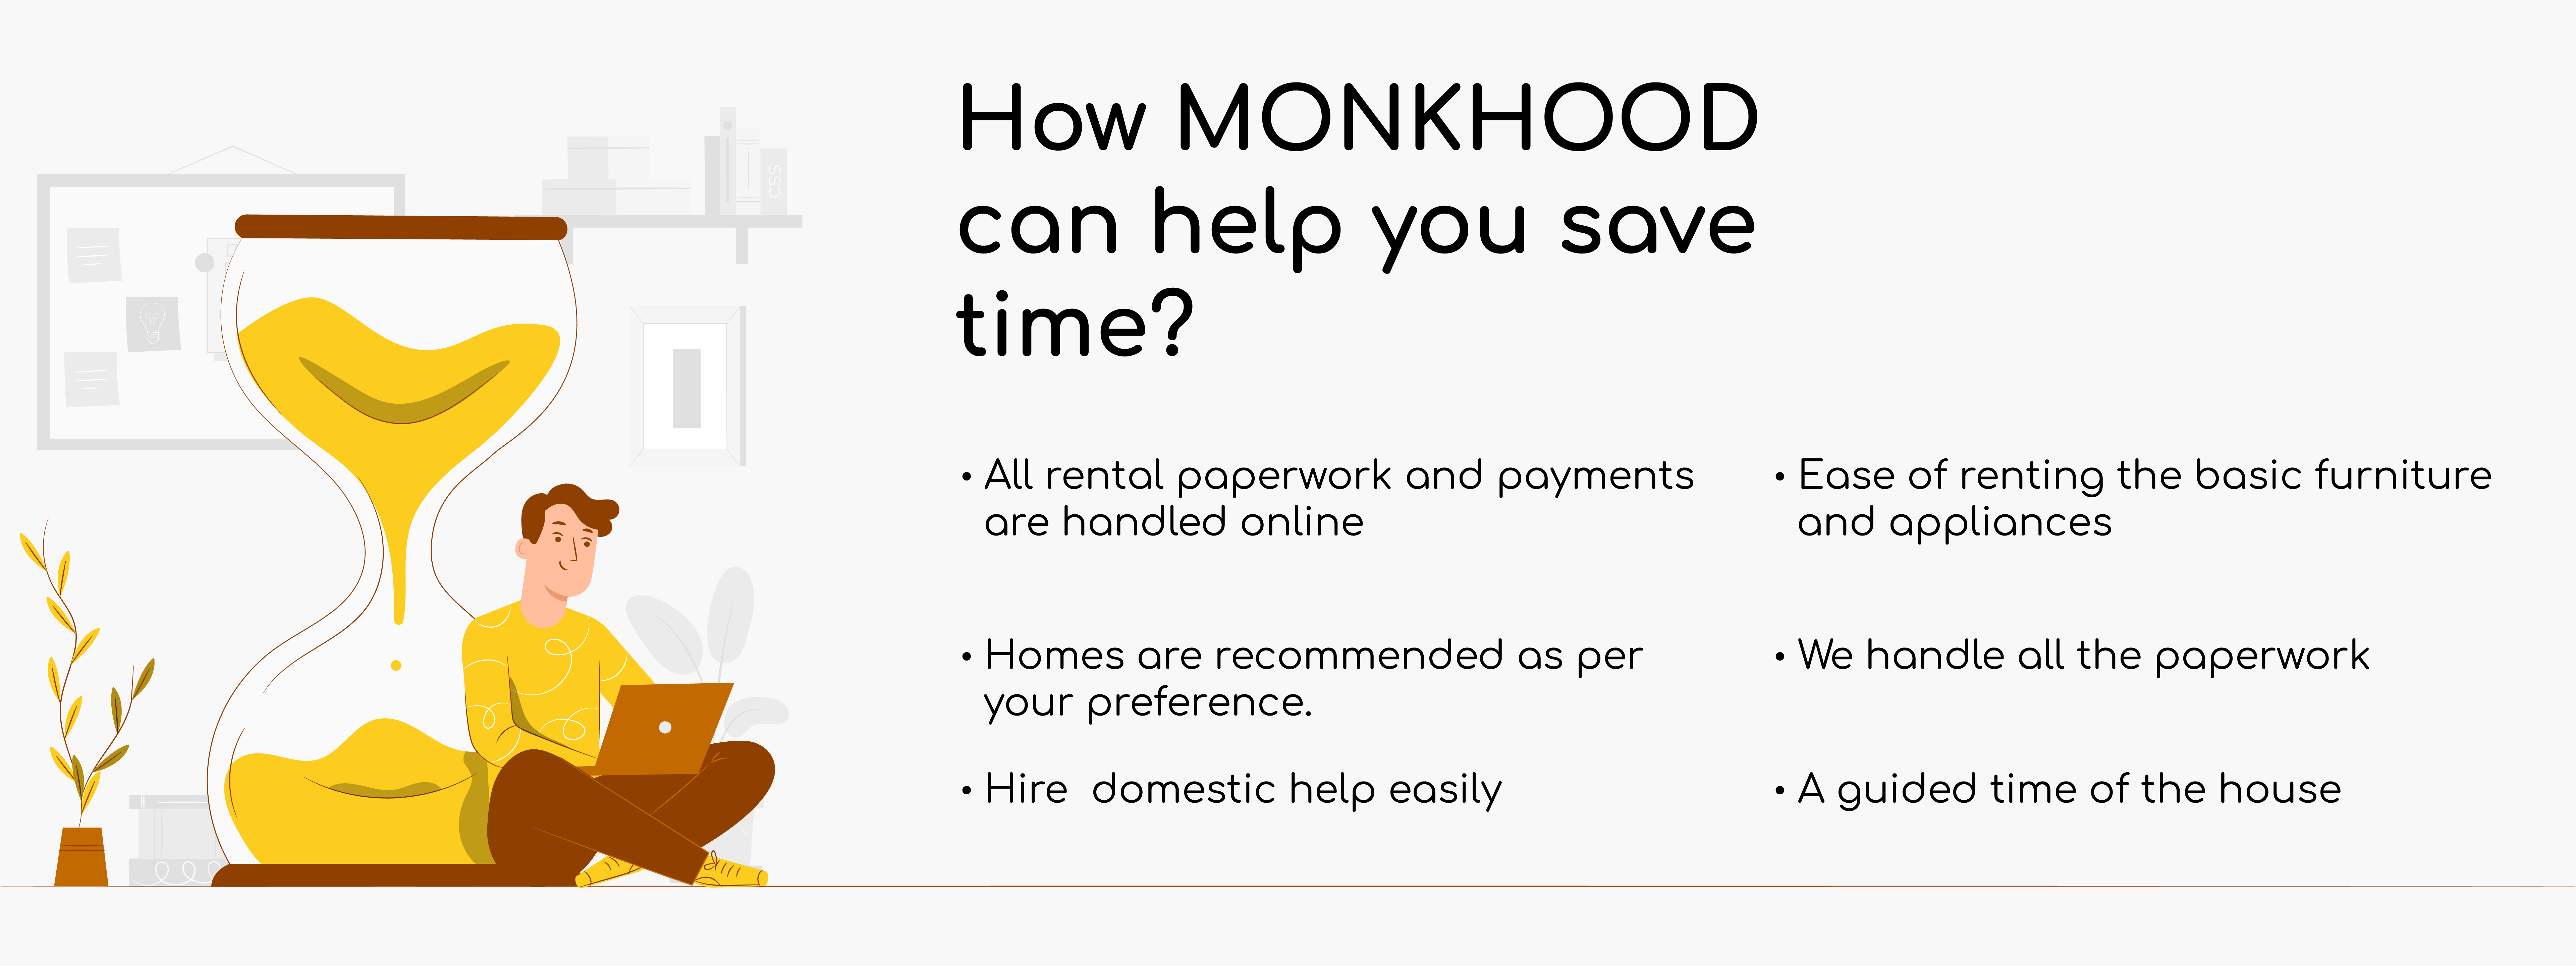 How MONKHOOD
can help you save
time?
• All rental paperwork and payments
are handled online
• Homes are recommended as per
your preference.
• Hire  domestic help easily
• Ease of renting the basic furniture
and appliances
• We handle all the paperwork
• A guided time of the house
CSS